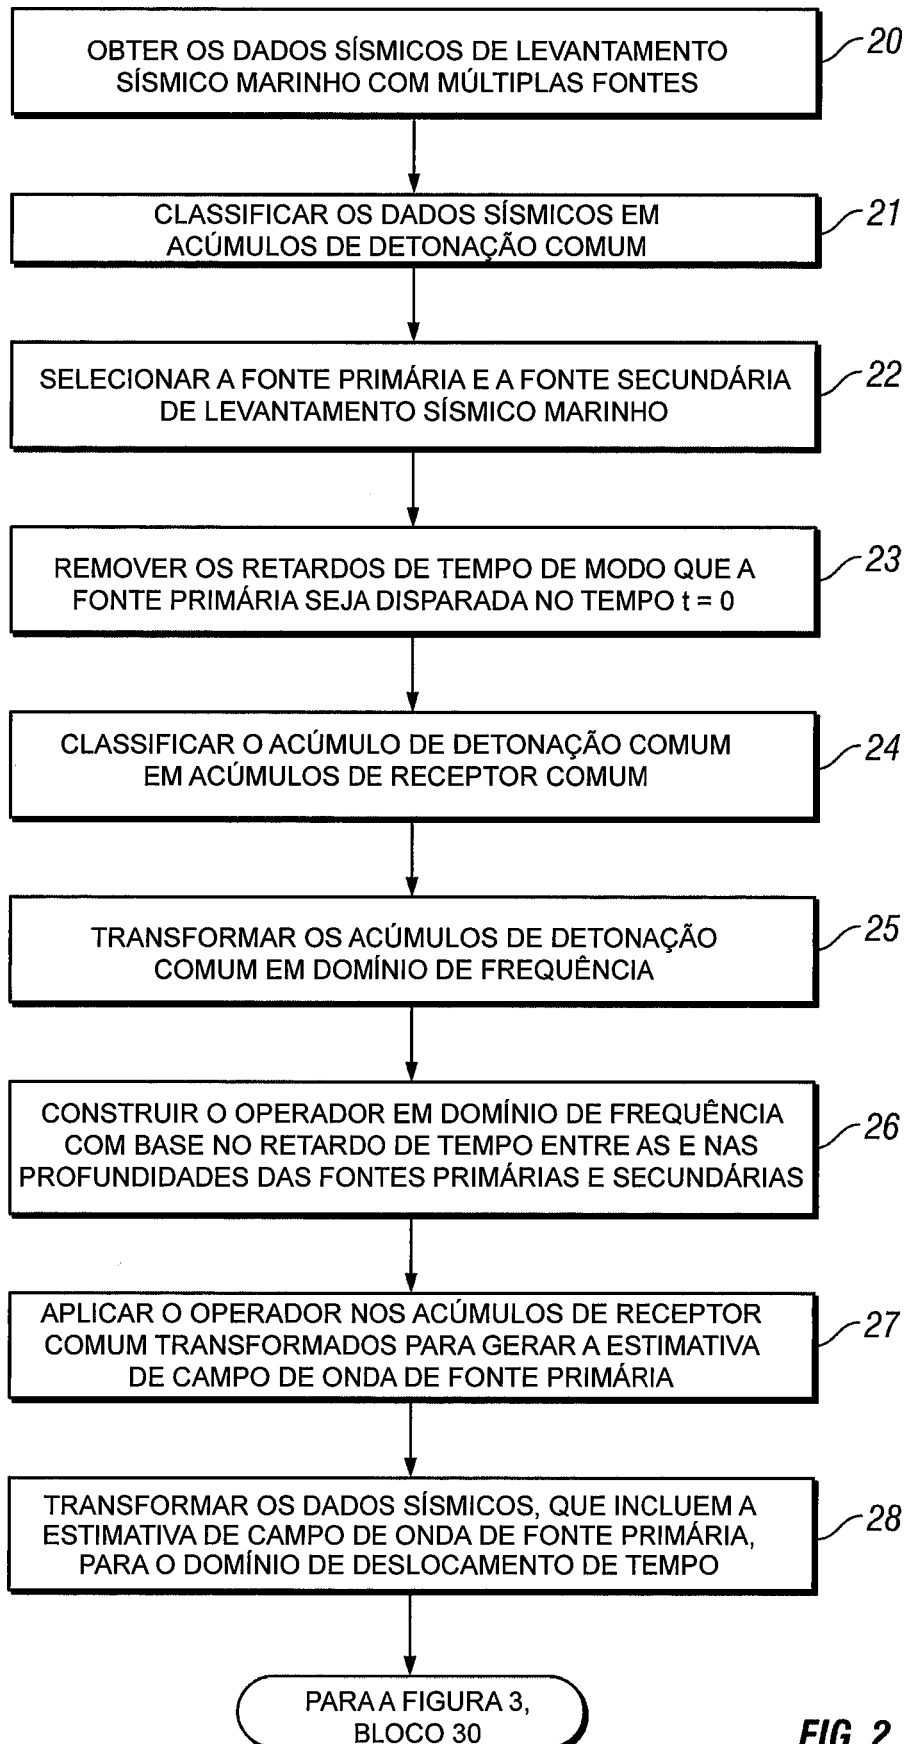 OBTER OS DADOS SÍSMICOS DE LEVANTAMENTO
SÍSMICO MARINHO COM MÚLTIPLAS FONTES
20
CLASSIFICAR OS DADOS SÍSMICOS EM
ACÚMULOS DE DETONAÇÃO COMUM
21
SELECIONAR A FONTE PRIMÁRIA E A FONTE SECUNDÁRIA
DE LEVANTAMENTO SÍSMICO MARINHO
22
REMOVER OS RETARDOS DE TEMPO DE MODO QUE A
FONTE PRIMÁRIA SEJA DISPARADA NO TEMPO t = 0
23
CLASSIFICAR O ACÚMULO DE DETONAÇÃO COMUM
EM ACÚMULOS DE RECEPTOR COMUM
24
TRANSFORMAR OS ACÚMULOS DE DETONAÇÃO
COMUM EM DOMÍNIO DE FREQUÊNCIA
25
CONSTRUIR O OPERADOR EM DOMÍNIO DE FREQUÊNCIA
COM BASE NO RETARDO DE TEMPO ENTRE AS E NAS
PROFUNDIDADES DAS FONTES PRIMÁRIAS E SECUNDÁRIAS
26
APLICAR O OPERADOR NOS ACÚMULOS DE RECEPTOR
COMUM TRANSFORMADOS PARA GERAR A ESTIMATIVA
DE CAMPO DE ONDA DE FONTE PRIMÁRIA
27
TRANSFORMAR OS DADOS SÍSMICOS, QUE INCLUEM A
ESTIMATIVA DE CAMPO DE ONDA DE FONTE PRIMÁRIA,
PARA O DOMÍNIO DE DESLOCAMENTO DE TEMPO
28
PARA A FIGURA 3,
BLOCO 30
FIG. 2